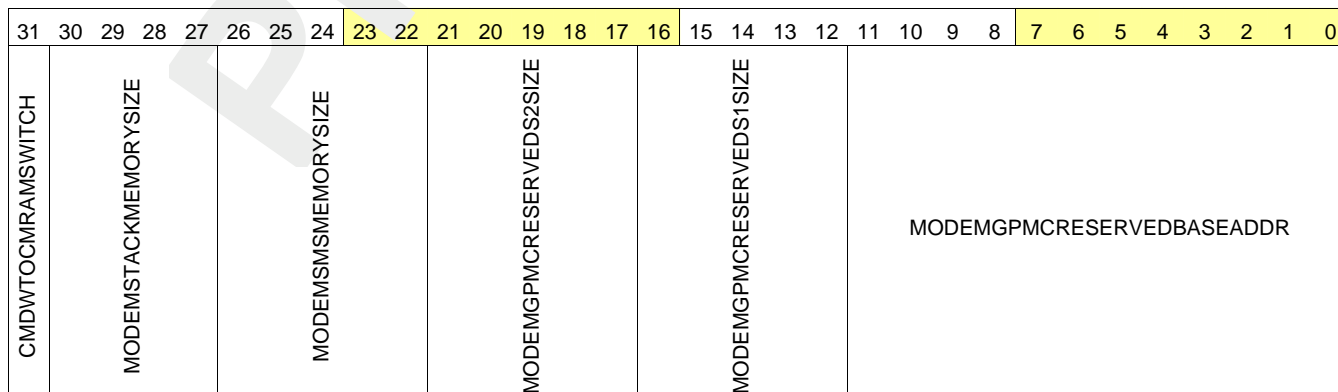 31 30 29 28 27 26 25 24 23 22 21 20 19 18 17 16 15 14 13 12 11 10 9 8 7 6 5 4 3 2 1 0
CMDWTOCMRAMSWITCH
MODEMSTACKMEMORYSIZE
MODEMSMSMEMORYSIZE
MODEMGPMCRESERVEDS2SIZE
MODEMGPMCRESERVEDS1SIZE
MODEMGPMCRESERVEDBASEADDR